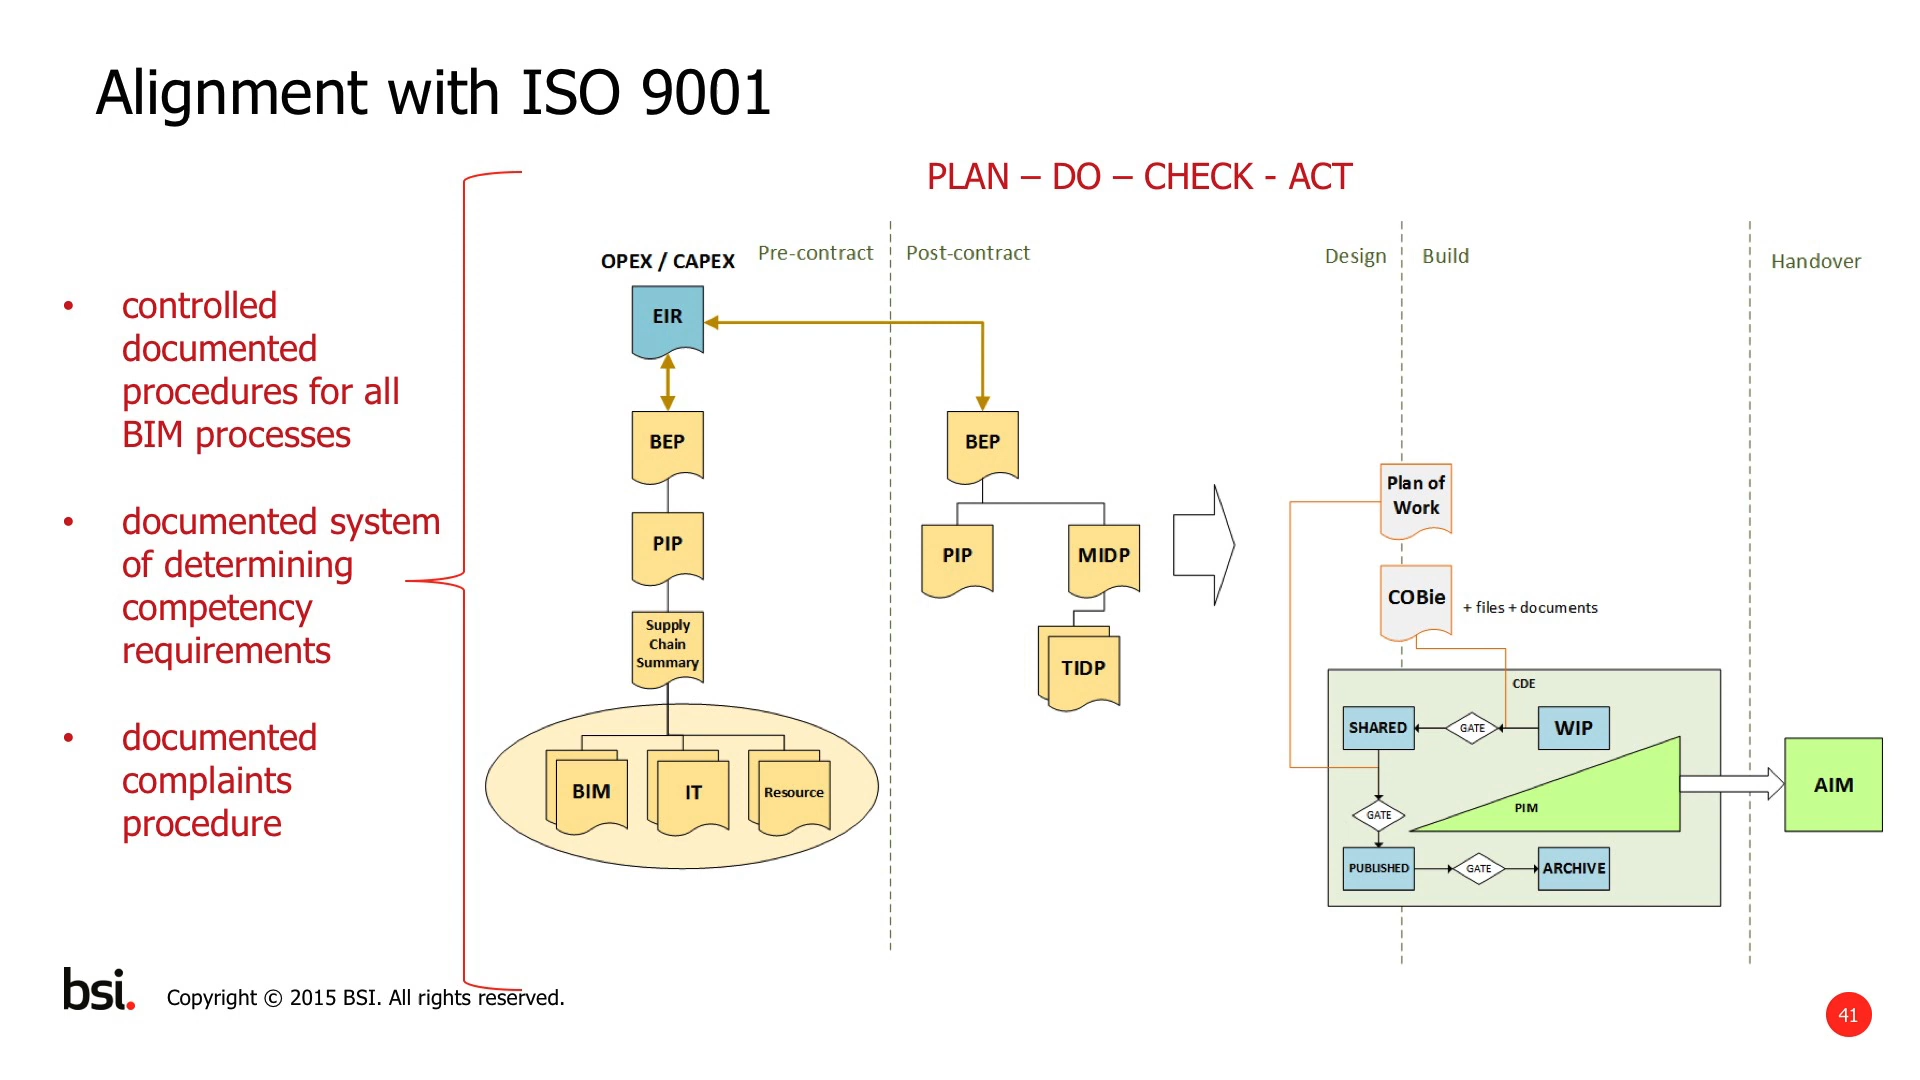 Alignment with ISO 9001
PLAN – DO – CHECK - ACT
• controlled
documented
procedures for all
BIM processes
• documented system
of determining
competency
requirements
• documented
complaints
procedure
OPEX / CAPEX
Pre-contract
Post-contract
Design
Build
Handover
EIR
BEP
PIP
Supply
Chain
Summary
BIM
IT
Resource
BEP
PIP
MIDP
TIDP
Plan of
Work
COBie
+ files + documents
CDE
SHARED
GATE
WIP
GATE
PIM
PUBLISHED
GATE
ARCHIVE
AIM
bsi.
Copyright © 2015 BSI. All rights reserved.
41